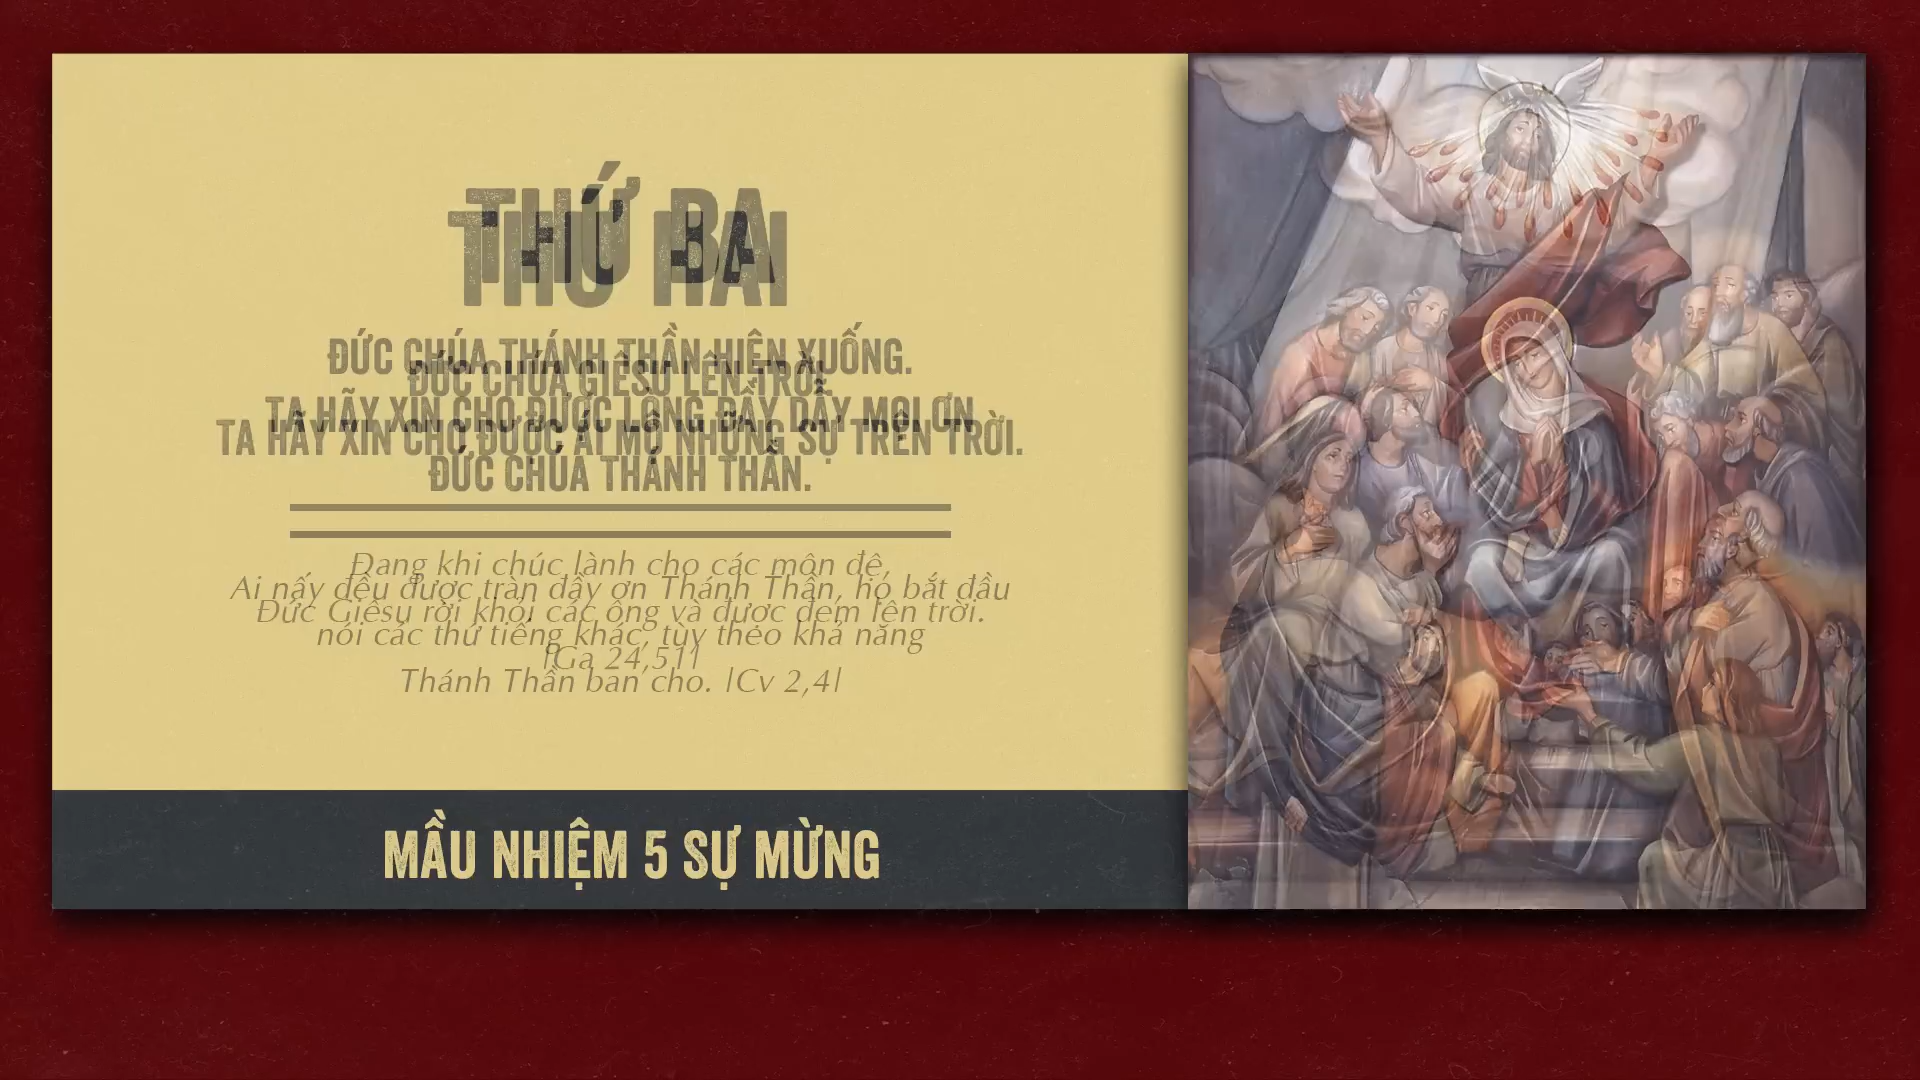 THỨ BA
THỨ HAI
ĐỨC CHÚA THÁNH THẦN HIỆN XUỐNG.
ĐỨC CHÚA GIÊSU LÊN TRỜI.
TA HÃY XIN CHO ĐƯỢC LÒNG ĐẦY DẪY MỌI ƠN
TA HÃY XIN CHO ĐƯỢC ÁI MỘ NHỮNG SỰ TRÊN TRỜI.
ĐỨC CHÚA THÁNH THẦN.
Đang khi chúc lành cho các môn đệ,
Ai nấy đều được tràn đầy ơn Thánh Thần, họ bắt đầu
Đức Giêsu rời khỏi các ông và được đem lên trời.
nói các thứ tiếng khác, tùy theo khả năng
|Ga 24,51|
Thánh Thần ban cho. |Cv 2,4|
MẦU NHIỆM 5 SỰ MỪNG